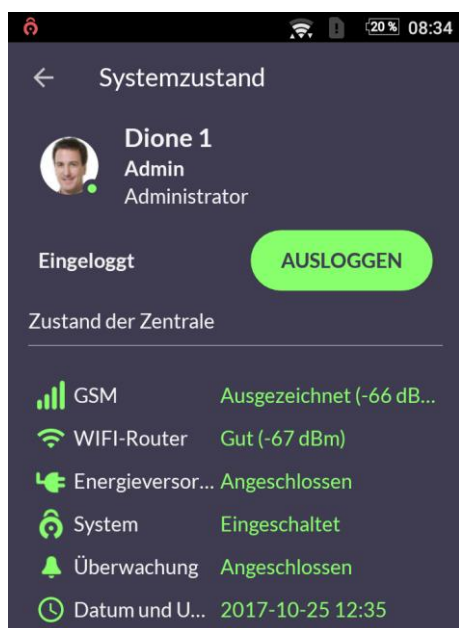 20 % 08:34
Systemzustand
Dione 1
Admin
Administrator
Eingeloggt AUSLOGGEN
Zustand der Zentrale
GSM Ausgezeichnet (-66 dB...
WIFI-Router Gut (-67 dBm)
Energieversor... Angeschlossen
System Eingeschaltet
Überwachung Angeschlossen
Datum und U... 2017-10-25 12:35